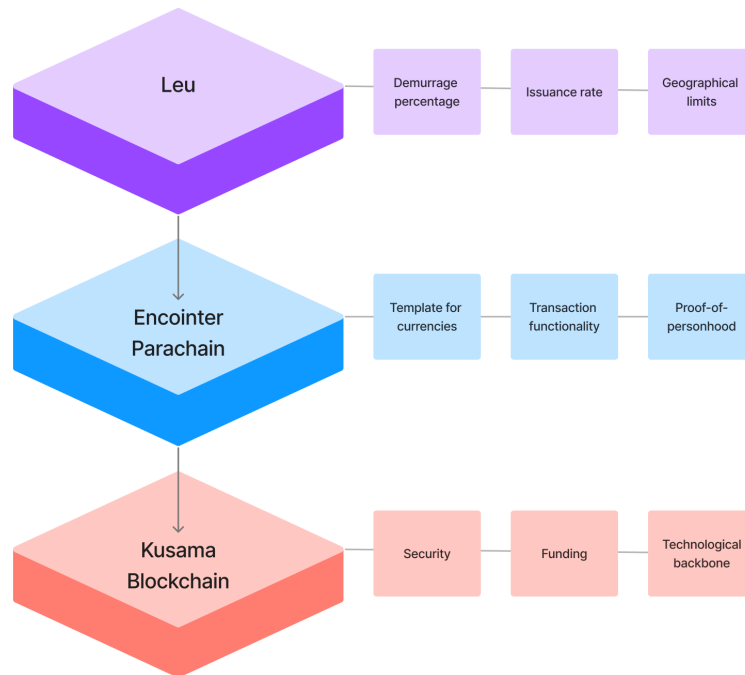 Leu
Demurrage
percentage
Issuance rate
Geographical
limits
Encointer
Parachain
Template for
currencies
Transaction
functionality
Proof-of-
personhood
Kusama
Blockchain
Security
Funding
Technological
backbone